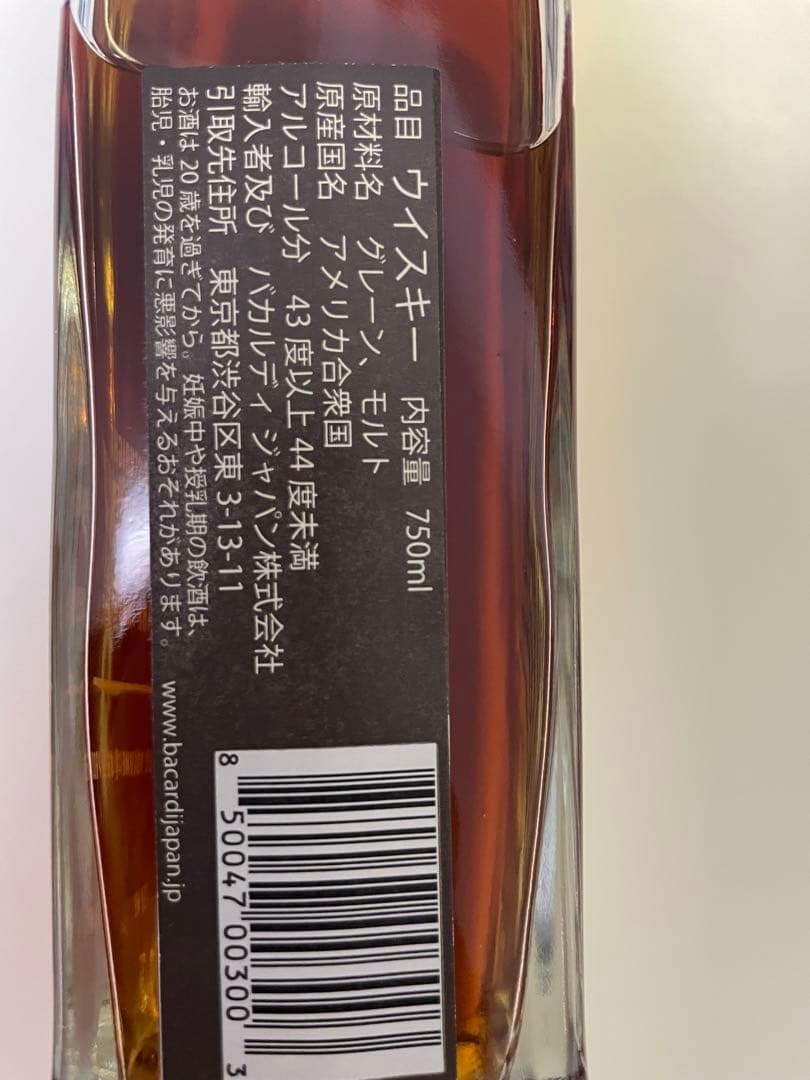 品目　ウイスキー　内容量　750ml
原材料名　グレーン、モルト
原産国名　アメリカ合衆国
アルコール分　43度以上44度未満
輸入者及び　バカルディ ジャパン株式会社
引取先住所　東京都渋谷区東 3-13-11
お酒は20歳を過ぎてから。妊娠中や授乳期の飲酒は、
胎児・乳児の発育に悪影響を与えるおそれがあります。　www.bacardijapan.jp
8 50047 00300 3